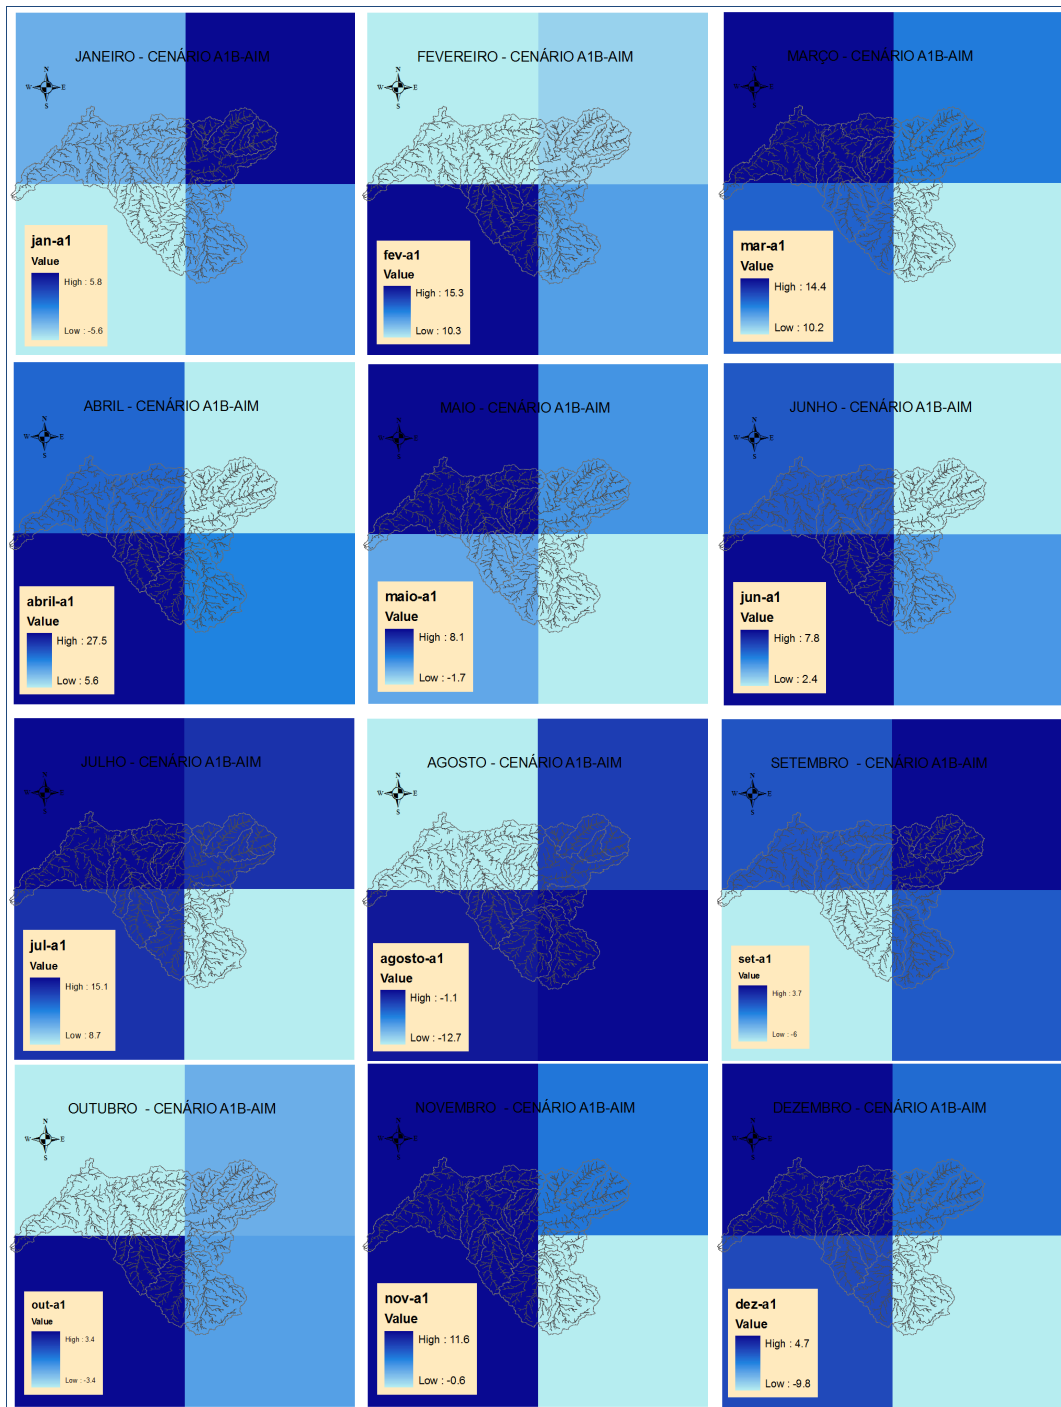 JANEIRO - CENÁRIO A1B-AIM
N
W E
S
jan-a1
Value
High : 5.8
Low : -5.6
FEVEREIRO - CENÁRIO A1B-AIM
N
W E
S
fev-a1
Value
High : 15.3
Low : 10.3
MARÇO - CENÁRIO A1B-AIM
N
W E
S
mar-a1
Value
High : 14.4
Low : 10.2
ABRIL - CENÁRIO A1B-AIM
N
W E
S
abril-a1
Value
High : 27.5
Low : 5.6
MAIO - CENÁRIO A1B-AIM
N
W E
S
maio-a1
Value
High : 8.1
Low : -1.7
JUNHO - CENÁRIO A1B-AIM
N
W E
S
jun-a1
Value
High : 7.8
Low : 2.4
JULHO - CENÁRIO A1B-AIM
N
W E
S
jul-a1
Value
High : 15.1
Low : 8.7
AGOSTO - CENÁRIO A1B-AIM
N
W E
S
agosto-a1
Value
High : -1.1
Low : -12.7
SETEMBRO - CENÁRIO A1B-AIM
N
W E
S
set-a1
Value
High : 3.7
Low : -6
OUTUBRO - CENÁRIO A1B-AIM
N
W E
S
out-a1
Value
High : 3.4
Low : -3.4
NOVEMBRO - CENÁRIO A1B-AIM
N
W E
S
nov-a1
Value
High : 11.6
Low : -0.6
DEZEMBRO - CENÁRIO A1B-AIM
N
W E
S
dez-a1
Value
High : 4.7
Low : -9.8